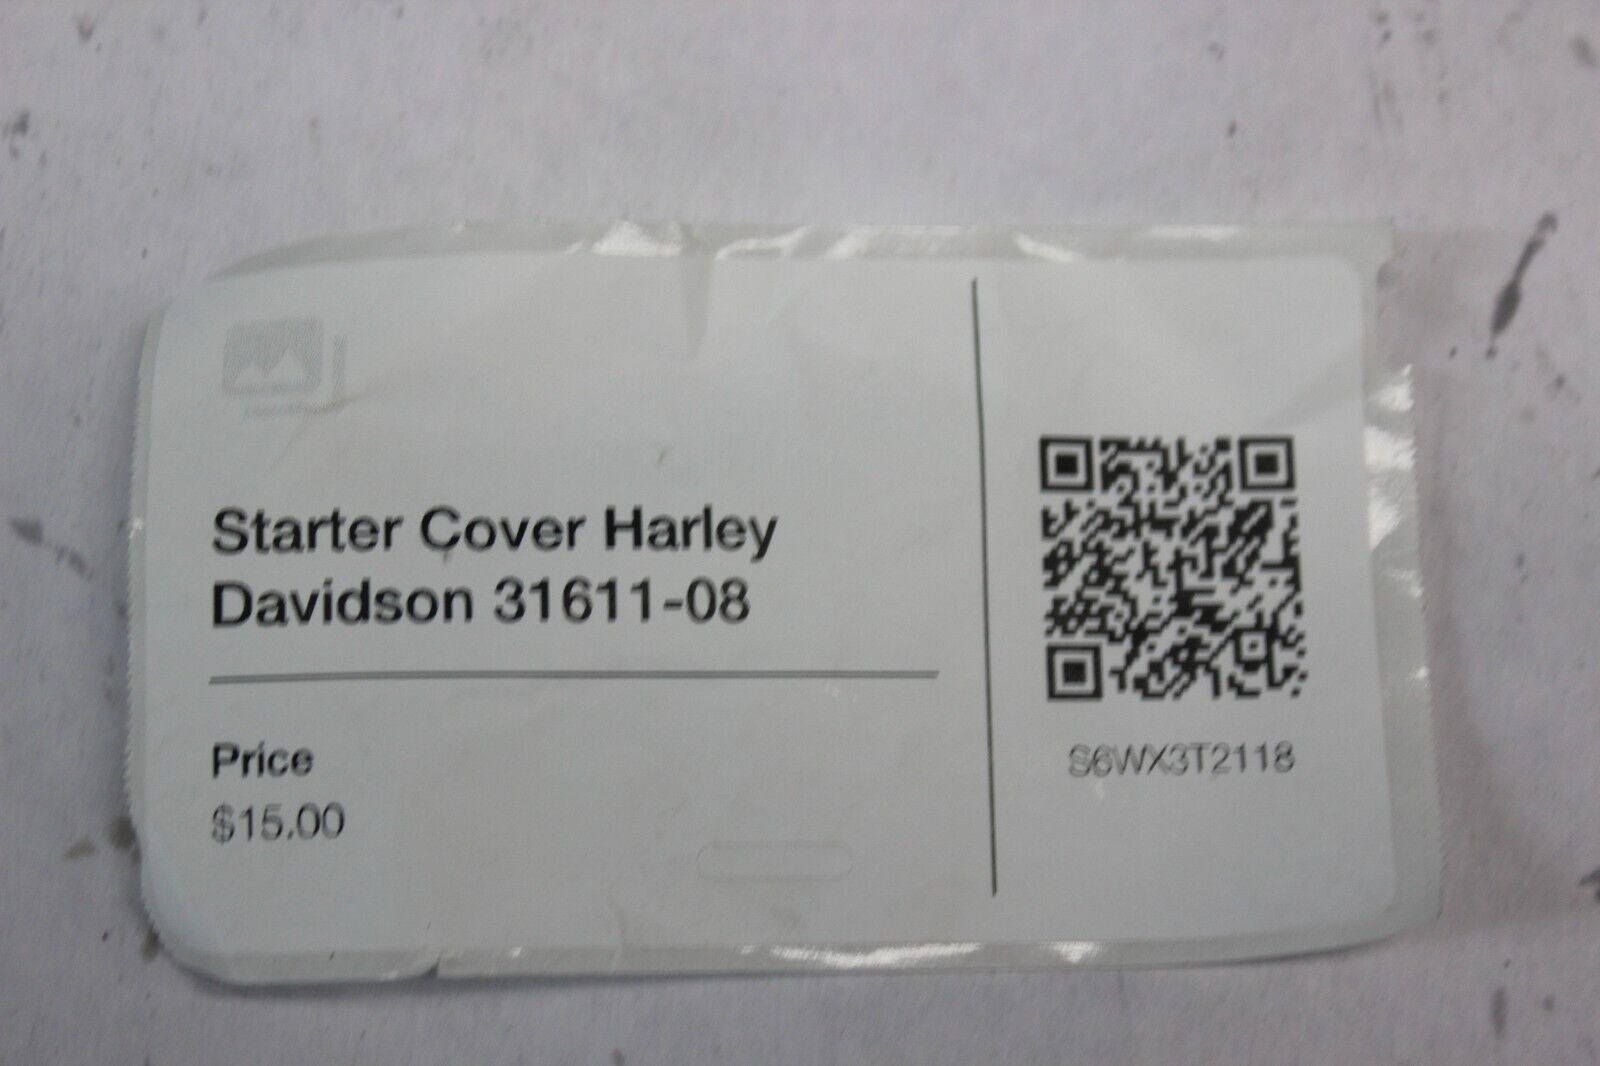 Starter Cover Harley
Davidson 31611-08
Price
$15.00
S6WX3T2118